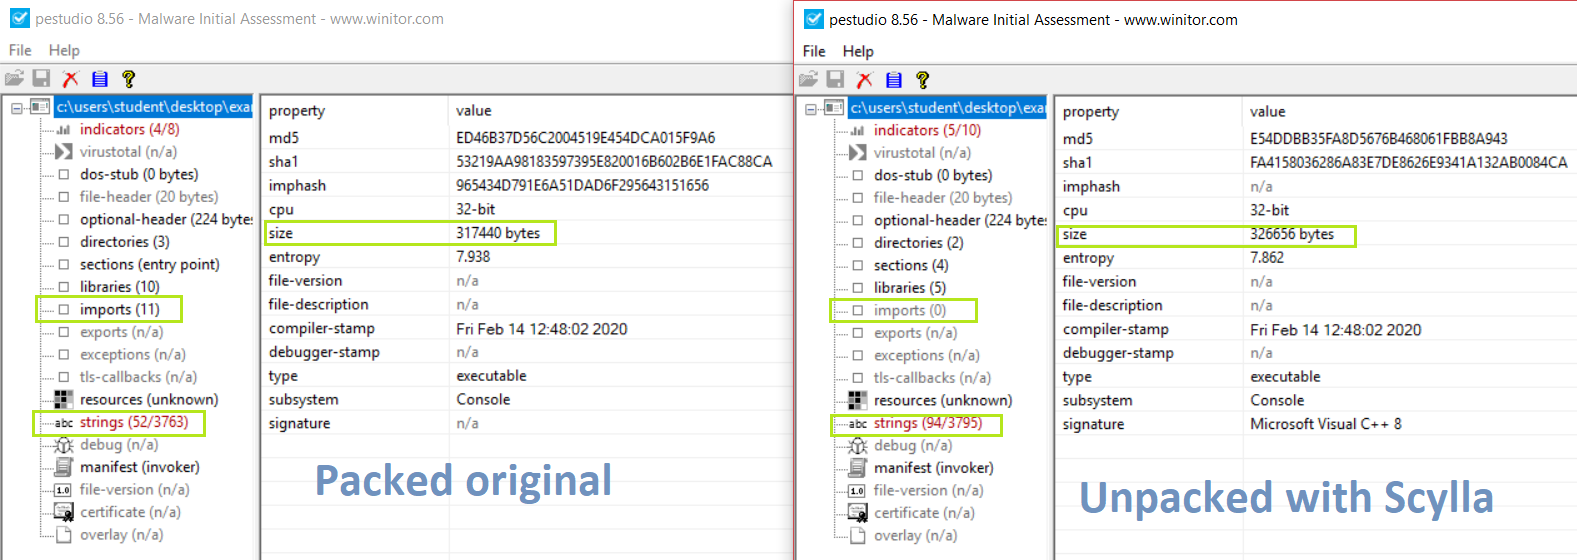 pestudio 8.56 - Malware Initial Assessment - www.winitor.com
File Help
c:\users\student\desktop\exa
indicators (4/8)
virustotal (n/a)
dos-stub (0 bytes)
file-header (20 bytes)
optional-header (224 bytes
directories (3)
sections (entry point)
libraries (10)
imports (11)
exports (n/a)
exceptions (n/a)
tls-callbacks (n/a)
resources (unknown)
abc strings (52/3763)
debug (n/a)
manifest (invoker)
1.0 file-version (n/a)
certificate (n/a)
overlay (n/a)
property value
md5 ED46B37D56C2004519E454DCA015F9A6
sha1 53219AA98183597395E820016B602B6E1FAC88CA
imphash 965434D791E6A51DAD6F295643151656
cpu 32-bit
size 317440 bytes
entropy 7.938
file-version n/a
file-description n/a
compiler-stamp Fri Feb 14 12:48:02 2020
debugger-stamp n/a
type executable
subsystem Console
signature n/a
Packed original
pestudio 8.56 - Malware Initial Assessment - www.winitor.com
File Help
c:\users\student\desktop\exa
indicators (5/10)
virustotal (n/a)
dos-stub (0 bytes)
file-header (20 bytes)
optional-header (224 bytes
directories (2)
sections (4)
libraries (5)
imports (0)
exports (n/a)
exceptions (n/a)
tls-callbacks (n/a)
resources (unknown)
abc strings (94/3795)
debug (n/a)
manifest (invoker)
1.0 file-version (n/a)
certificate (n/a)
overlay (n/a)
property value
md5 E54DDBB35FA8D5676B468061FBB8A943
sha1 FA4158036286A83E7DE8626E9341A132AB0084CA
imphash n/a
cpu 32-bit
size 326656 bytes
entropy 7.862
file-version n/a
file-description n/a
compiler-stamp Fri Feb 14 12:48:02 2020
debugger-stamp n/a
type executable
subsystem Console
signature Microsoft Visual C++ 8
Unpacked with Scylla